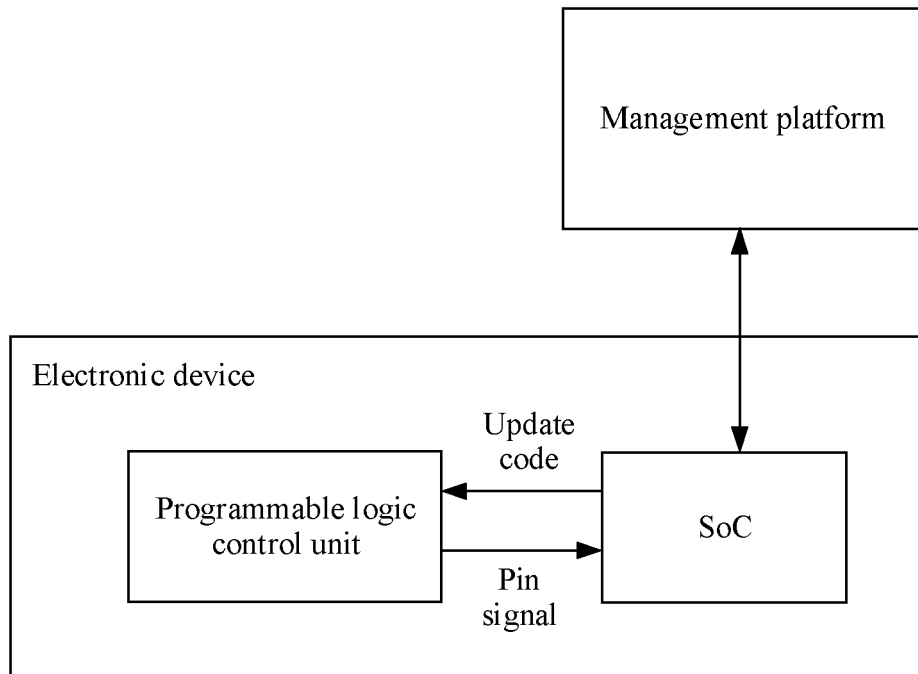 Management platform
Electronic device
Update
code
Programmable logic
control unit
SoC
Pin
signal